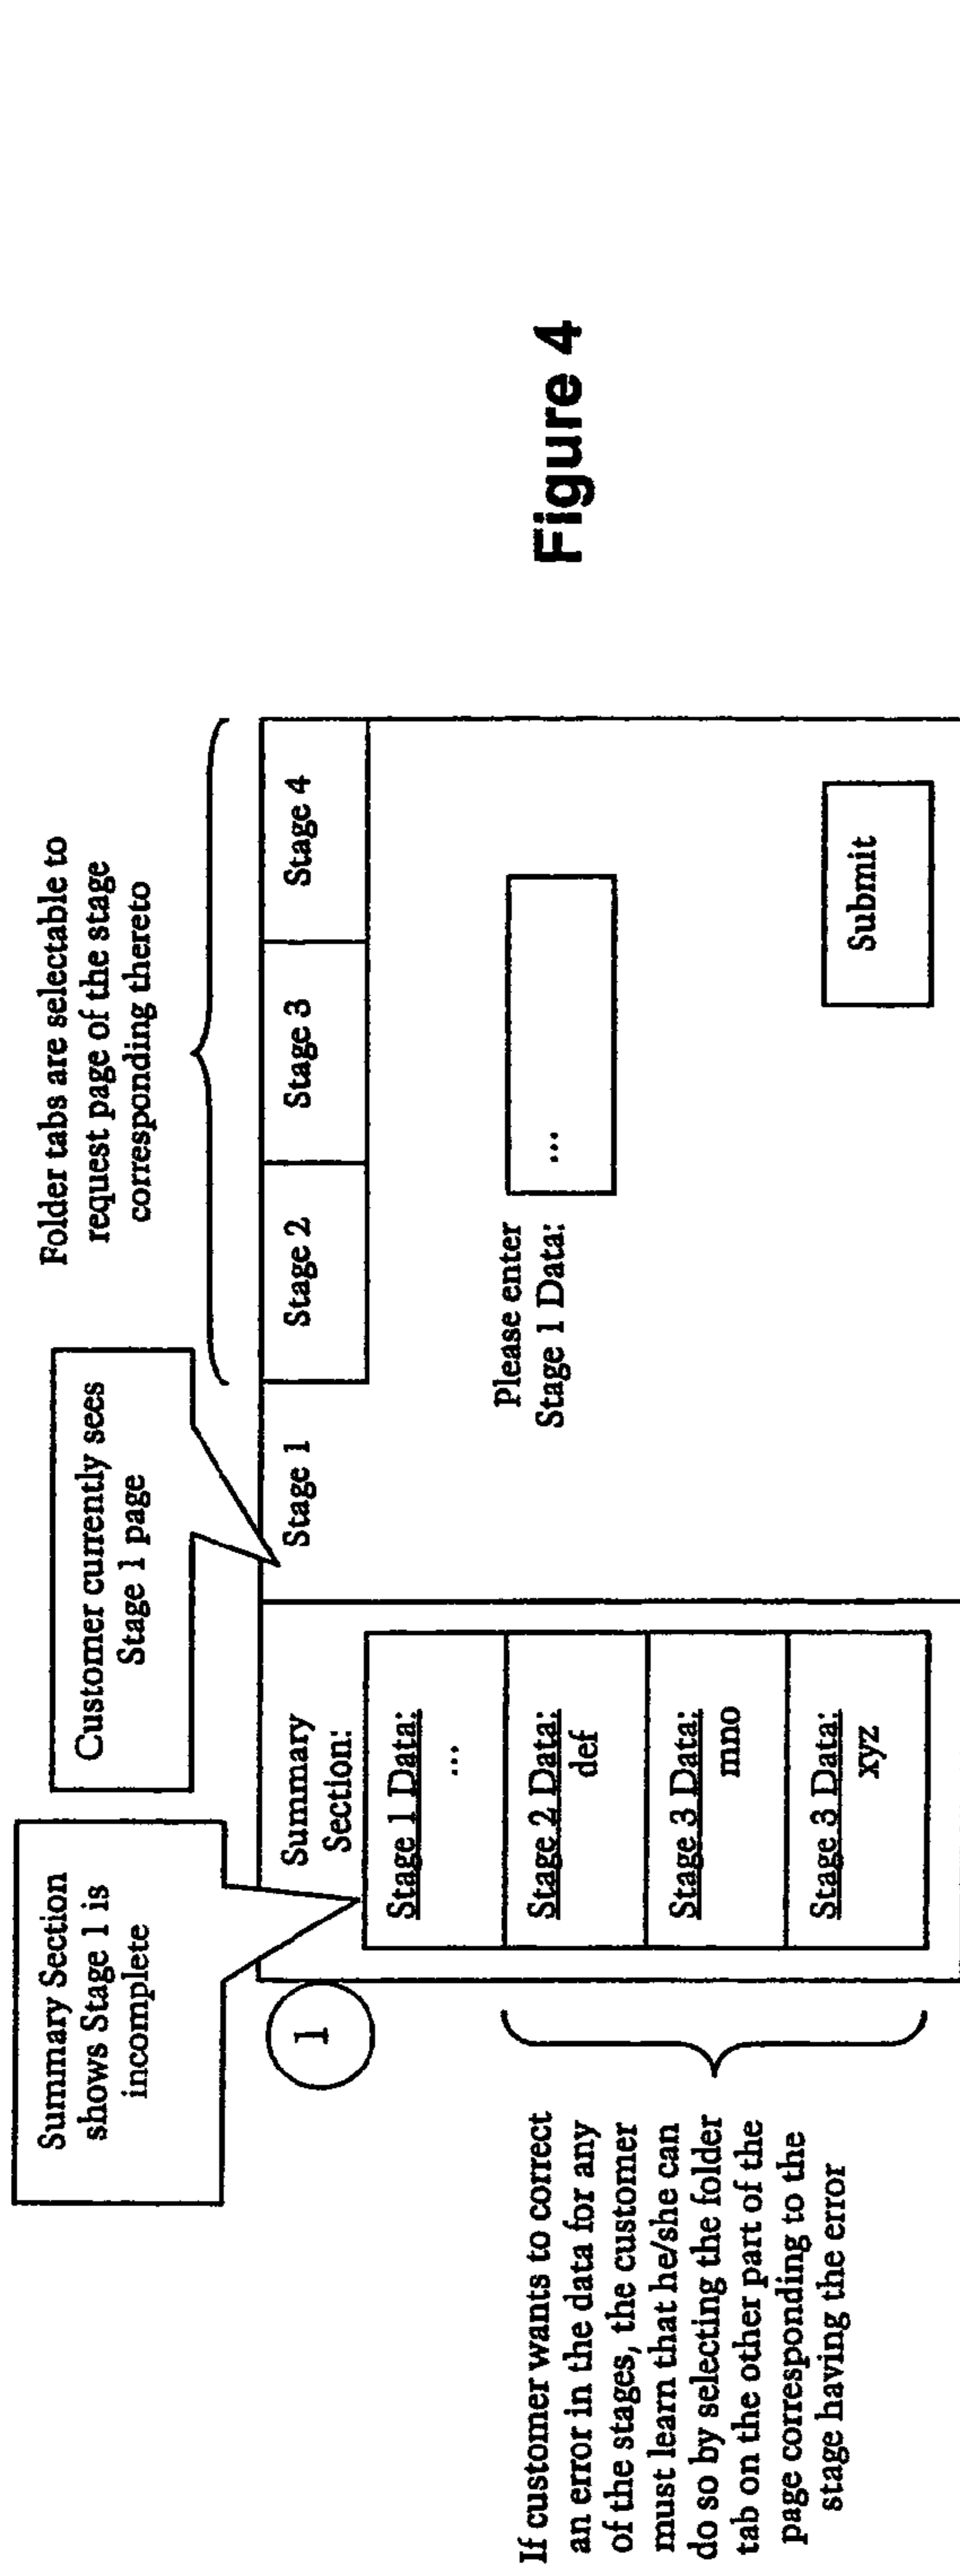 Summary Section
shows Stage 1 is
incomplete
Customer currently sees
Stage 1 page
Folder tabs are selectable to
request page of the stage
corresponding thereto
1
Summary
Section:
Stage 1 Data:
...
Stage 2 Data:
def
Stage 3 Data:
mno
Stage 3 Data:
xyz
Stage 1
Stage 2
Stage 3
Stage 4
Please enter
Stage 1 Data:
...
Submit
If customer wants to correct
an error in the data for any
of the stages, the customer
must learn that he/she can
do so by selecting the folder
tab on the other part of the
page corresponding to the
stage having the error
Figure 4